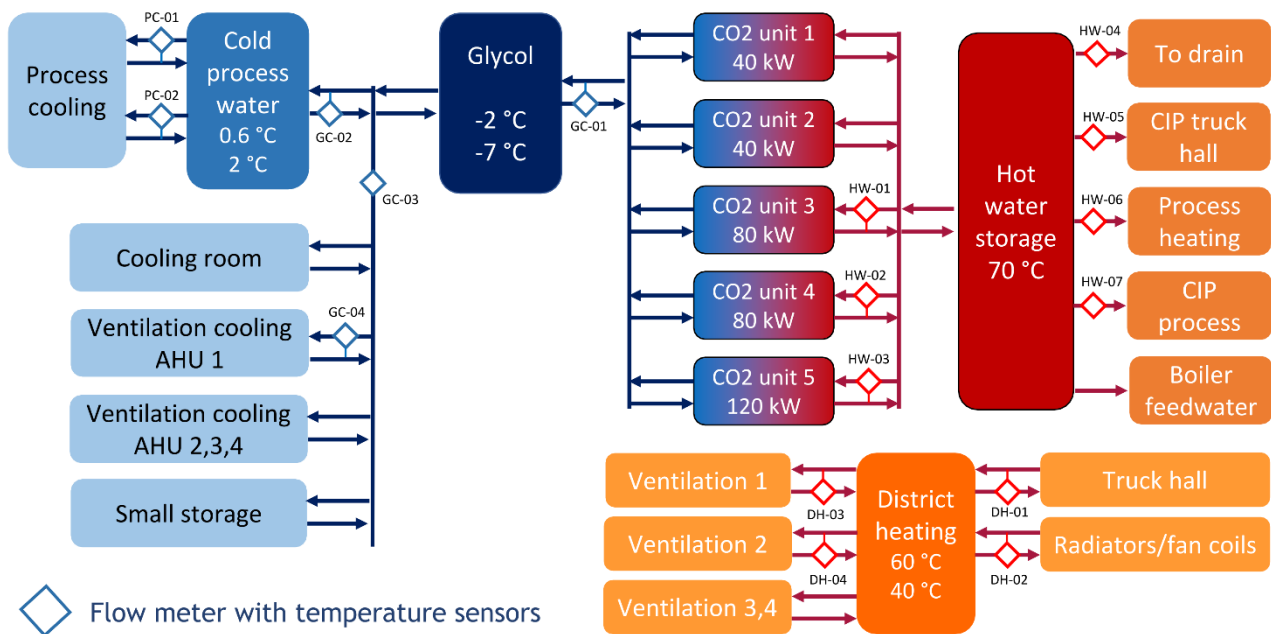 PC-01
Process
cooling
PC-02
Cold
process
water
0.6 °C
2 °C
GC-02
Glycol
-2 °C
-7 °C
GC-01
GC-03
Cooling room
GC-04
Ventilation cooling
AHU 1
Ventilation cooling
AHU 2,3,4
Small storage
CO2 unit 1
40 kW
CO2 unit 2
40 kW
CO2 unit 3
80 kW
HW-01
CO2 unit 4
80 kW
HW-02
CO2 unit 5
120 kW
HW-03
Hot
water
storage
70 °C
HW-04
To drain
HW-05
CIP truck
hall
HW-06
Process
heating
HW-07
CIP
process
Boiler
feedwater
Ventilation 1
DH-03
Ventilation 2
DH-04
Ventilation 3,4
District
heating
60 °C
40 °C
DH-01
Truck hall
DH-02
Radiators/fan coils
Flow meter with temperature sensors